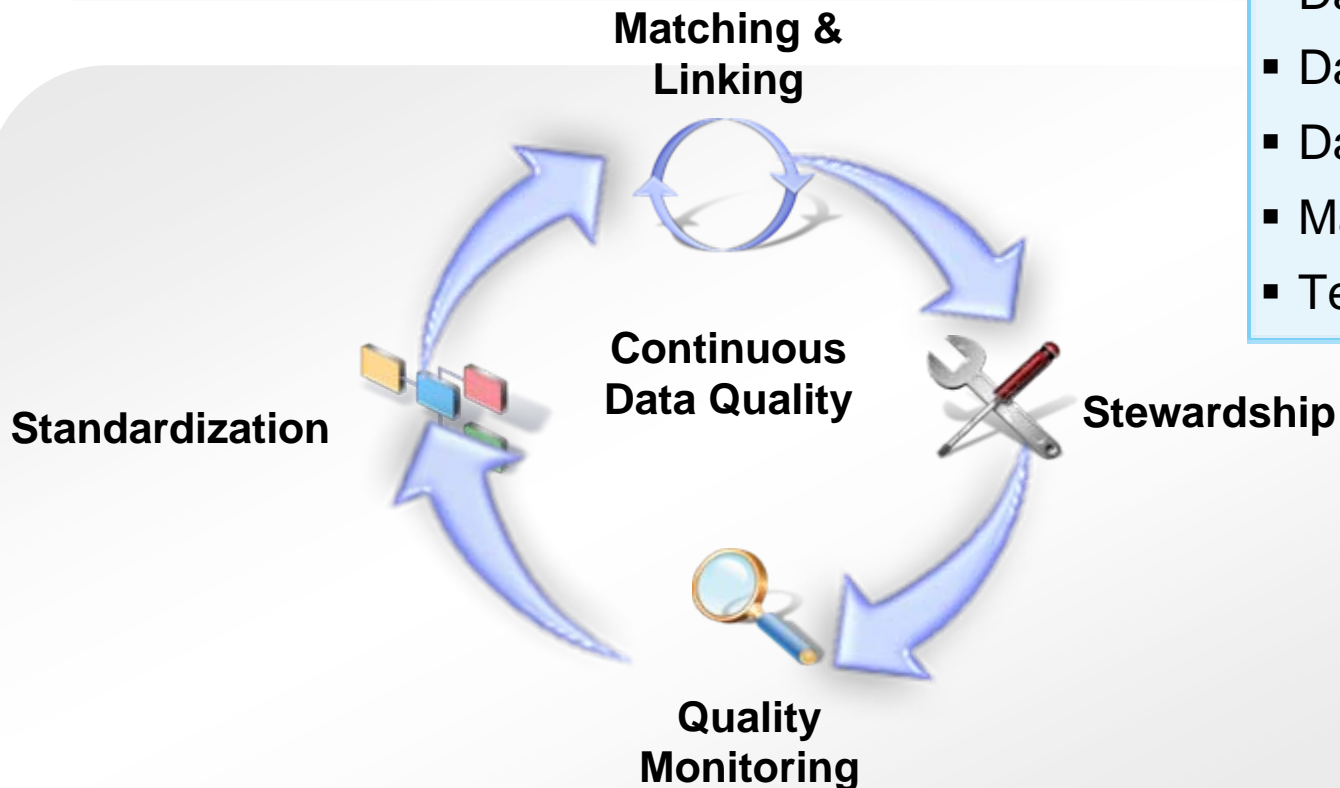 Matching &
Linking
Continuous
Data Quality
Standardization
Stewardship
Quality
Monitoring